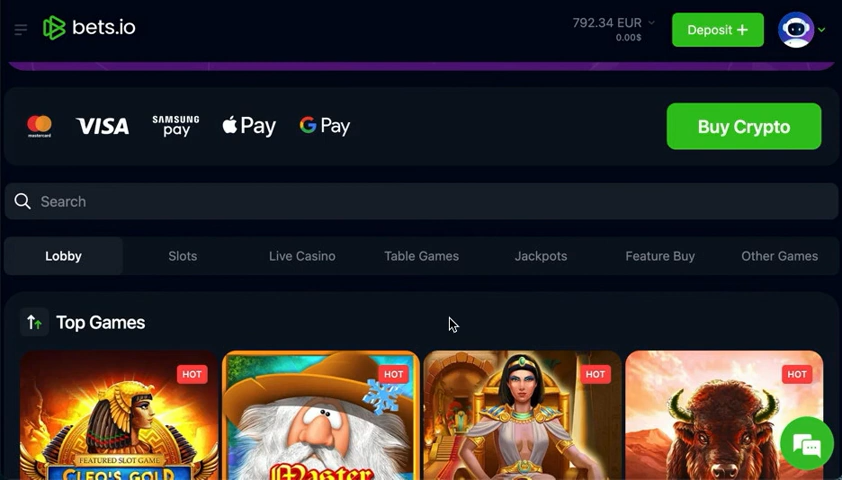 bets.io
792.34 EUR
0.00$
Deposit +
mastercard
VISA
SAMSUNG
pay
Pay
G Pay
Buy Crypto
Search
Lobby
Slots
Live Casino
Table Games
Jackpots
Feature Buy
Other Games
Top Games
HOT
HOT
HOT
HOT
FEATURED SLOT GAME
CLEO'S GOLD
Master